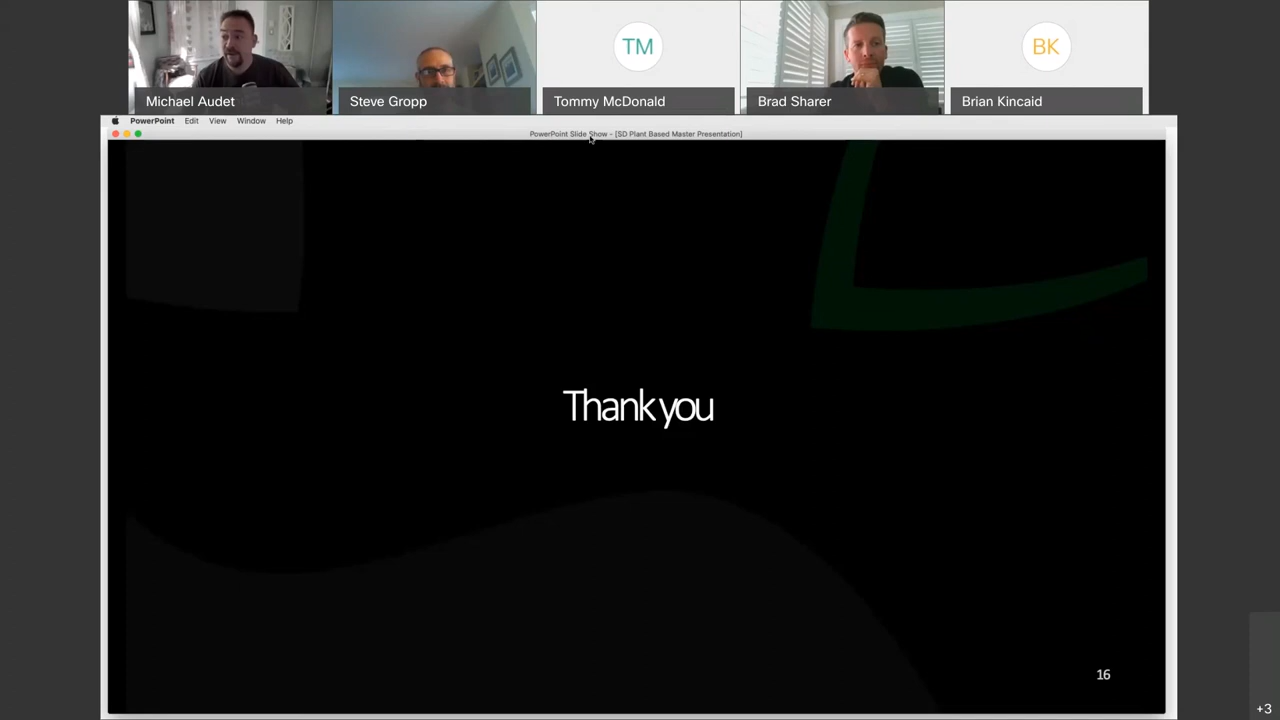 TM
BK
Michael Audet
Steve Gropp
Tommy McDonald
Brad Sharer
Brian Kincaid
PowerPoint Edit View Window Help
PowerPoint Slide Show - [SD Plant Based Master Presentation]
Thank you
16
+3